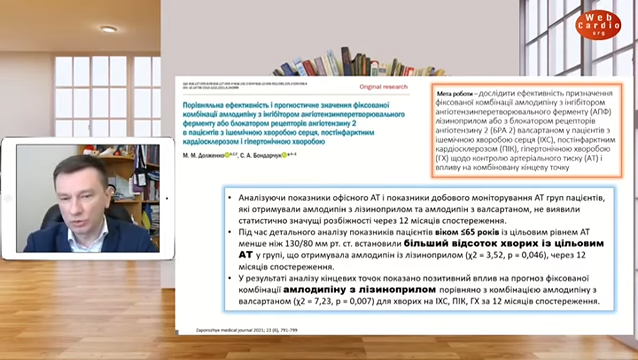 Web
Cardio
org
Original research
Порівняльна ефективність і прогностичне значення фіксованої
комбінації амлодипіну з інгібітором ангіотензинперетворювального
ферменту або блокатором рецепторів ангіотензину 2
в пацієнтів з ішемічною хворобою серця, постінфарктним
кардіосклерозом і гіпертонічною хворобою
М. М. Долженко, С. А. Бондарчук
Мета роботи – дослідити ефективність призначення
фіксованої комбінації амлодипіну з інгібітором
ангіотензинперетворювального ферменту (АПФ)
лізиноприлом або з блокатором рецепторів
ангіотензину 2 (БРА 2) валсартаном у пацієнтів з
ішемічною хворобою серця (ІХС), постінфарктним
кардіосклерозом (ПІК), гіпертонічною хворобою
(ГХ) щодо контролю артеріального тиску (АТ) і
впливу на комбіновану кінцеву точку
• Аналізуючи показники офісного АТ і показники добового моніторування АТ груп пацієнтів,
які отримували амлодипін з лізиноприлом та амлодипін з валсартаном, не виявили
статистично значущої розбіжності через 12 місяців спостереження.
• Під час детального аналізу показників пацієнтів віком ≤65 років із цільовим рівнем АТ
менше ніж 130/80 мм рт. ст. встановили більший відсоток хворих із цільовим
АТ у групі, що отримувала амлодипін із лізиноприлом (χ2 = 3,52, р = 0,046), через 12
місяців спостереження.
• У результаті аналізу кінцевих точок показано позитивний вплив на прогноз фіксованої
комбінації амлодипіну з лізиноприлом порівняно з комбінацією амлодипіну з
валсартаном (χ2 = 7,23, р = 0,007) для хворих на ІХС, ПІК, ГХ за 12 місяців спостереження.
Zaporozhye medical journal 2021; 23 (6), 791-799